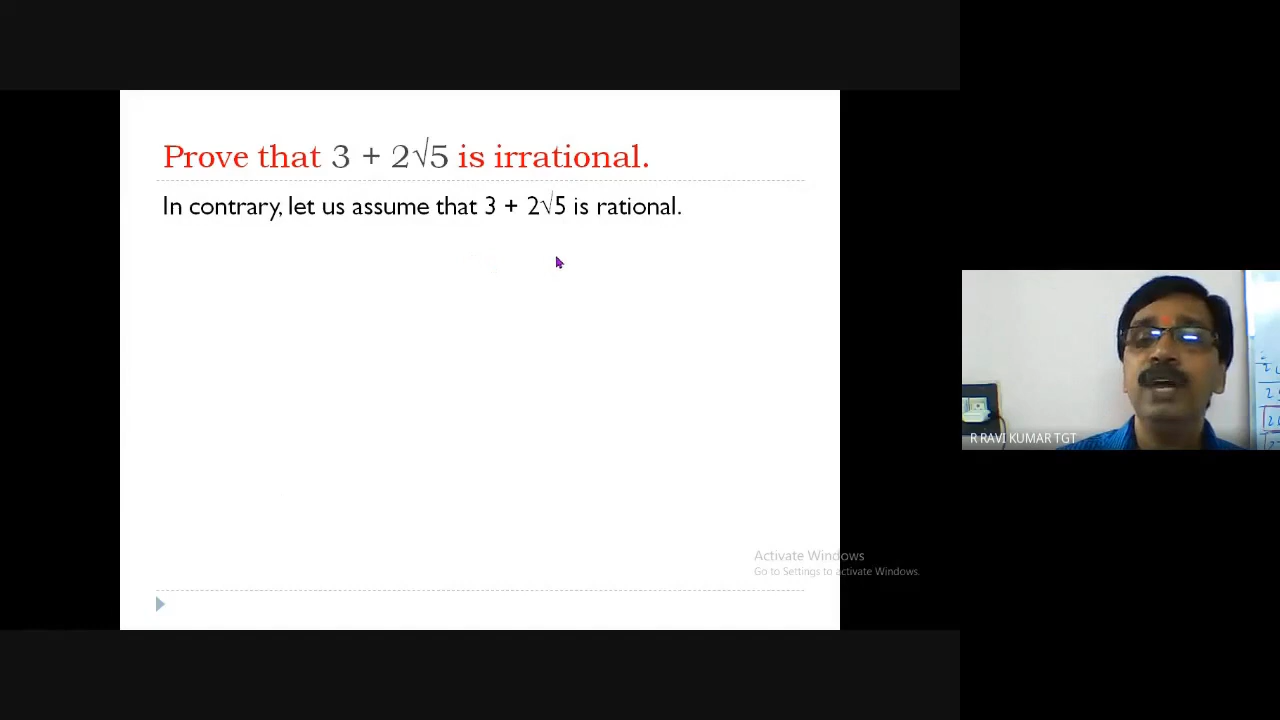 Prove that 3 + 2√5 is irrational.
In contrary, let us assume that 3 + 2√5 is rational.
R RAVI KUMAR TGT
Activate Windows
Go to Settings to activate Windows.